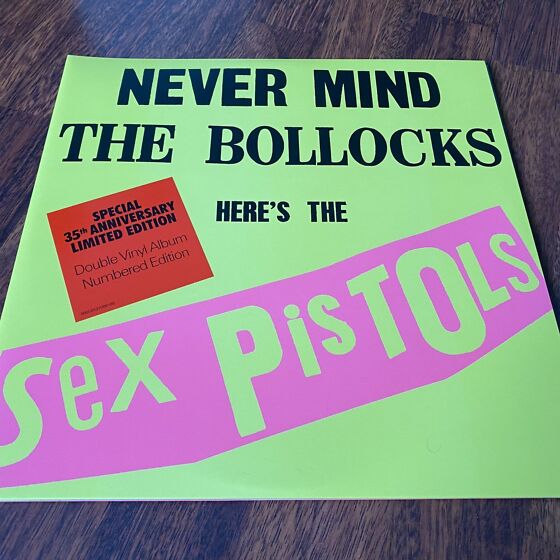 NEVER MIND
THE BOLLOCKS
HERE'S THE
SPECIAL
35th ANNIVERSARY
LIMITED EDITION
Double Vinyl Album
Numbered Edition
Sex PisTOLs